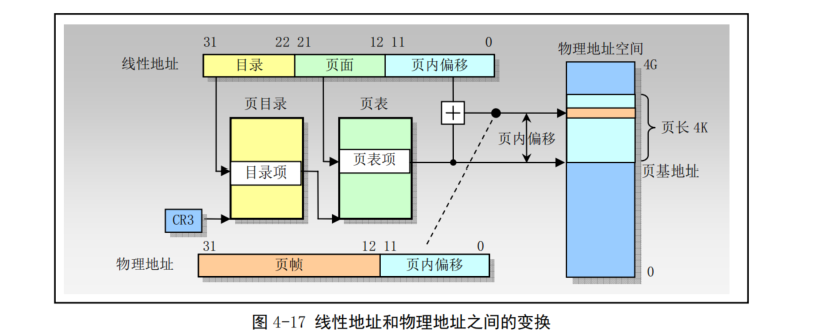 31 22 21 12 11 0
物理地址空间
线性地址 目录 页面 页内偏移 4G
页目录 页表
页内偏移 页长 4K
目录项 页表项 页基地址
CR3
31 12 11 0
物理地址 页帧 页内偏移 0
图 4-17 线性地址和物理地址之间的变换